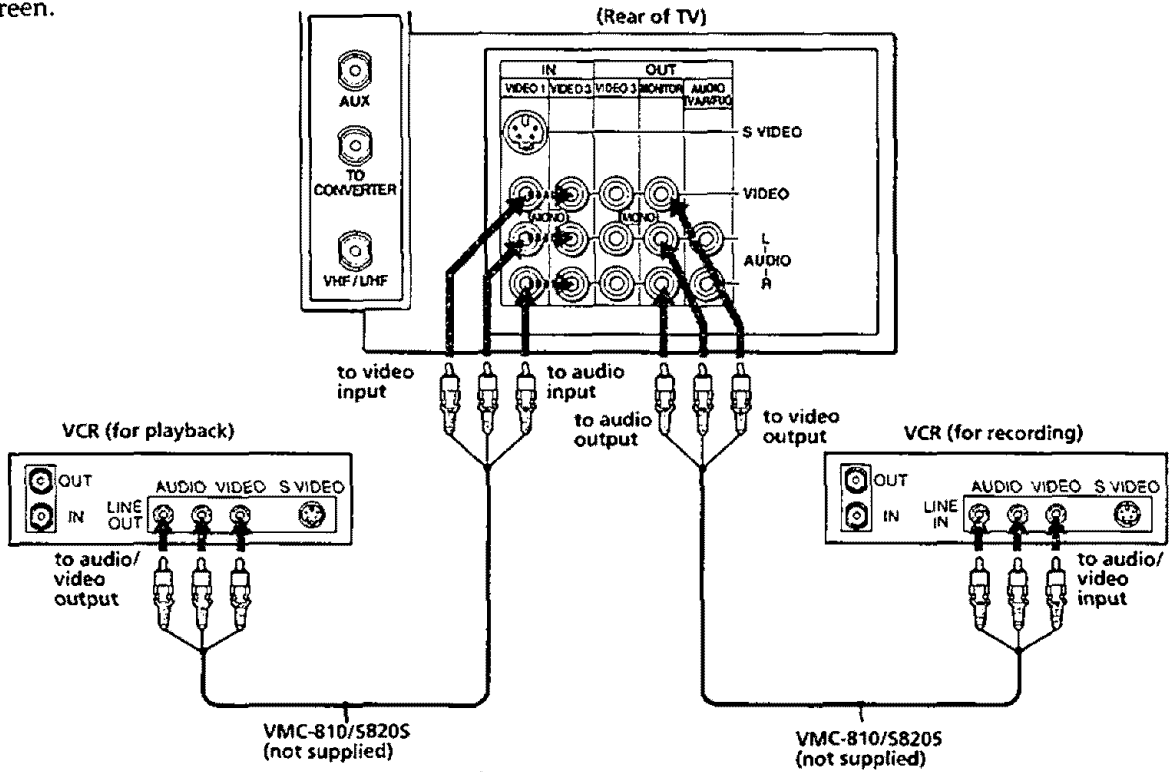 reen.
(Rear of TV)
AUX
TO
CONVERTER
VHF/UHF
IN OUT
VIDEO 1 VIDEO 3 VIDEO 3 MONITOR AUDIO
S VIDEO
VIDEO
(MONO) (MONO)
L
AUDIO
R
to video
input
to audio
input
to audio
output
to video
output
VCR (for playback)
OUT
IN
LINE
OUT
AUDIO VIDEO S VIDEO
to audio/
video
output
VMC-810/S820S
(not supplied)
VCR (for recording)
OUT
IN
LINE
IN
AUDIO VIDEO S VIDEO
to audio/
video
input
VMC-810/S820S
(not supplied)